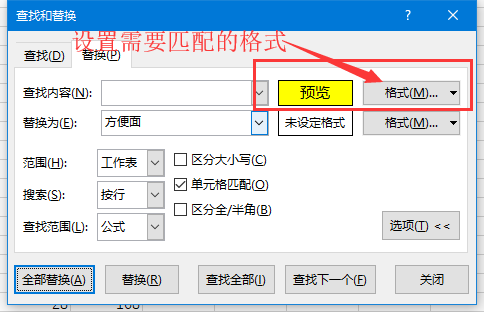 查找和替换
设置需要匹配的格式
查找(D) 替换(P)
查找内容(N): 预览 格式(M)...
替换为(E): 方便面 未设定格式 格式(M)...
范围(H): 工作表 区分大小写(C)
搜索(S): 按行 单元格匹配(O)
查找范围(L): 公式 区分全/半角(B)
选项(T) <<
全部替换(A) 替换(R) 查找全部(I) 查找下一个(F) 关闭